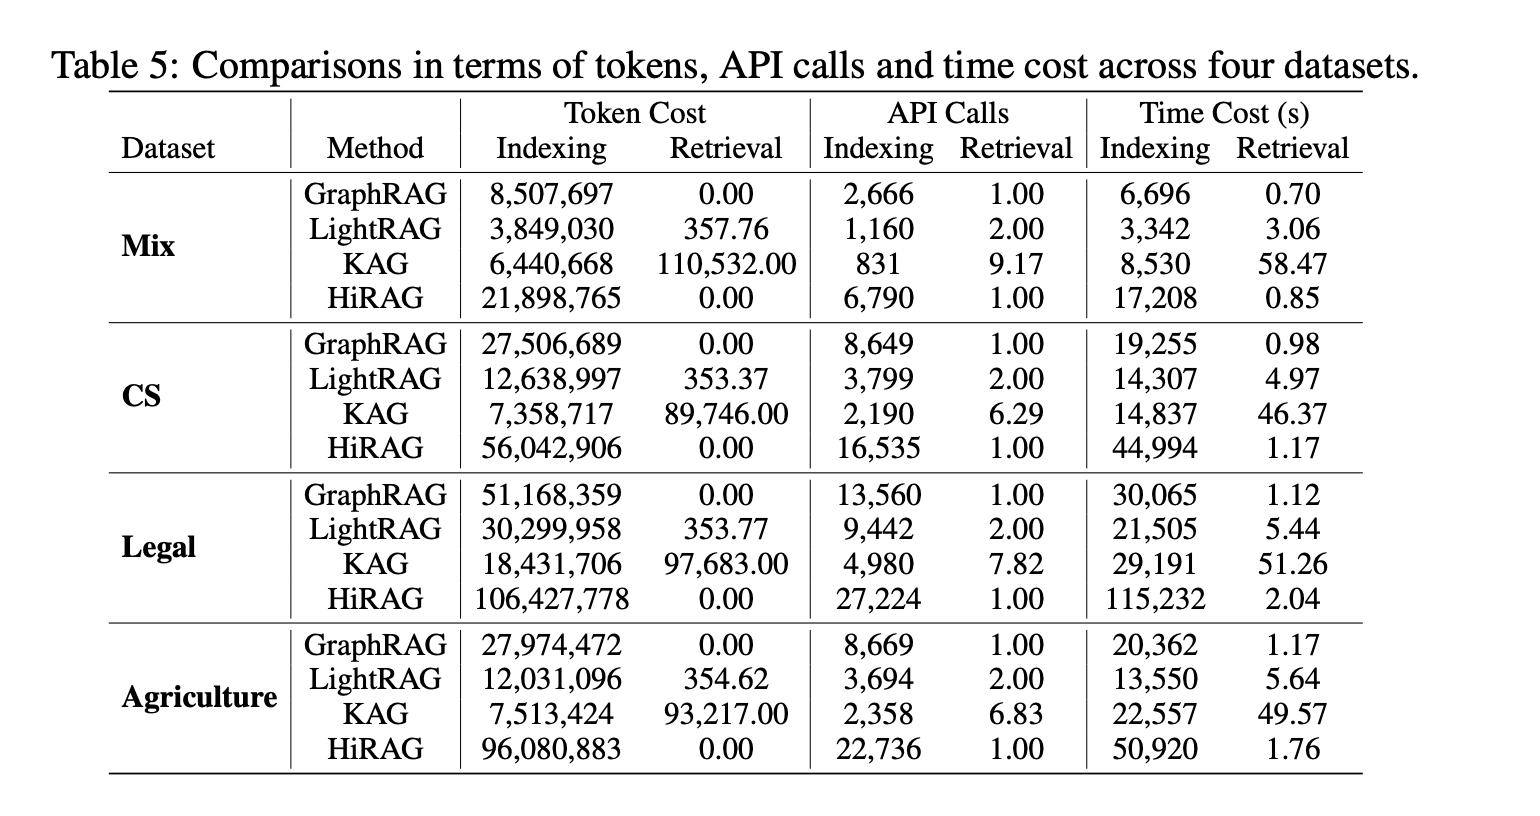 Table 5: Comparisons in terms of tokens, API calls and time cost across four datasets.
Token Cost API Calls Time Cost (s)
Dataset Method Indexing Retrieval Indexing Retrieval Indexing Retrieval
Mix
GraphRAG 8,507,697 0.00 2,666 1.00 6,696 0.70
LightRAG 3,849,030 357.76 1,160 2.00 3,342 3.06
KAG 6,440,668 110,532.00 831 9.17 8,530 58.47
HiRAG 21,898,765 0.00 6,790 1.00 17,208 0.85
CS
GraphRAG 27,506,689 0.00 8,649 1.00 19,255 0.98
LightRAG 12,638,997 353.37 3,799 2.00 14,307 4.97
KAG 7,358,717 89,746.00 2,190 6.29 14,837 46.37
HiRAG 56,042,906 0.00 16,535 1.00 44,994 1.17
Legal
GraphRAG 51,168,359 0.00 13,560 1.00 30,065 1.12
LightRAG 30,299,958 353.77 9,442 2.00 21,505 5.44
KAG 18,431,706 97,683.00 4,980 7.82 29,191 51.26
HiRAG 106,427,778 0.00 27,224 1.00 115,232 2.04
Agriculture
GraphRAG 27,974,472 0.00 8,669 1.00 20,362 1.17
LightRAG 12,031,096 354.62 3,694 2.00 13,550 5.64
KAG 7,513,424 93,217.00 2,358 6.83 22,557 49.57
HiRAG 96,080,883 0.00 22,736 1.00 50,920 1.76